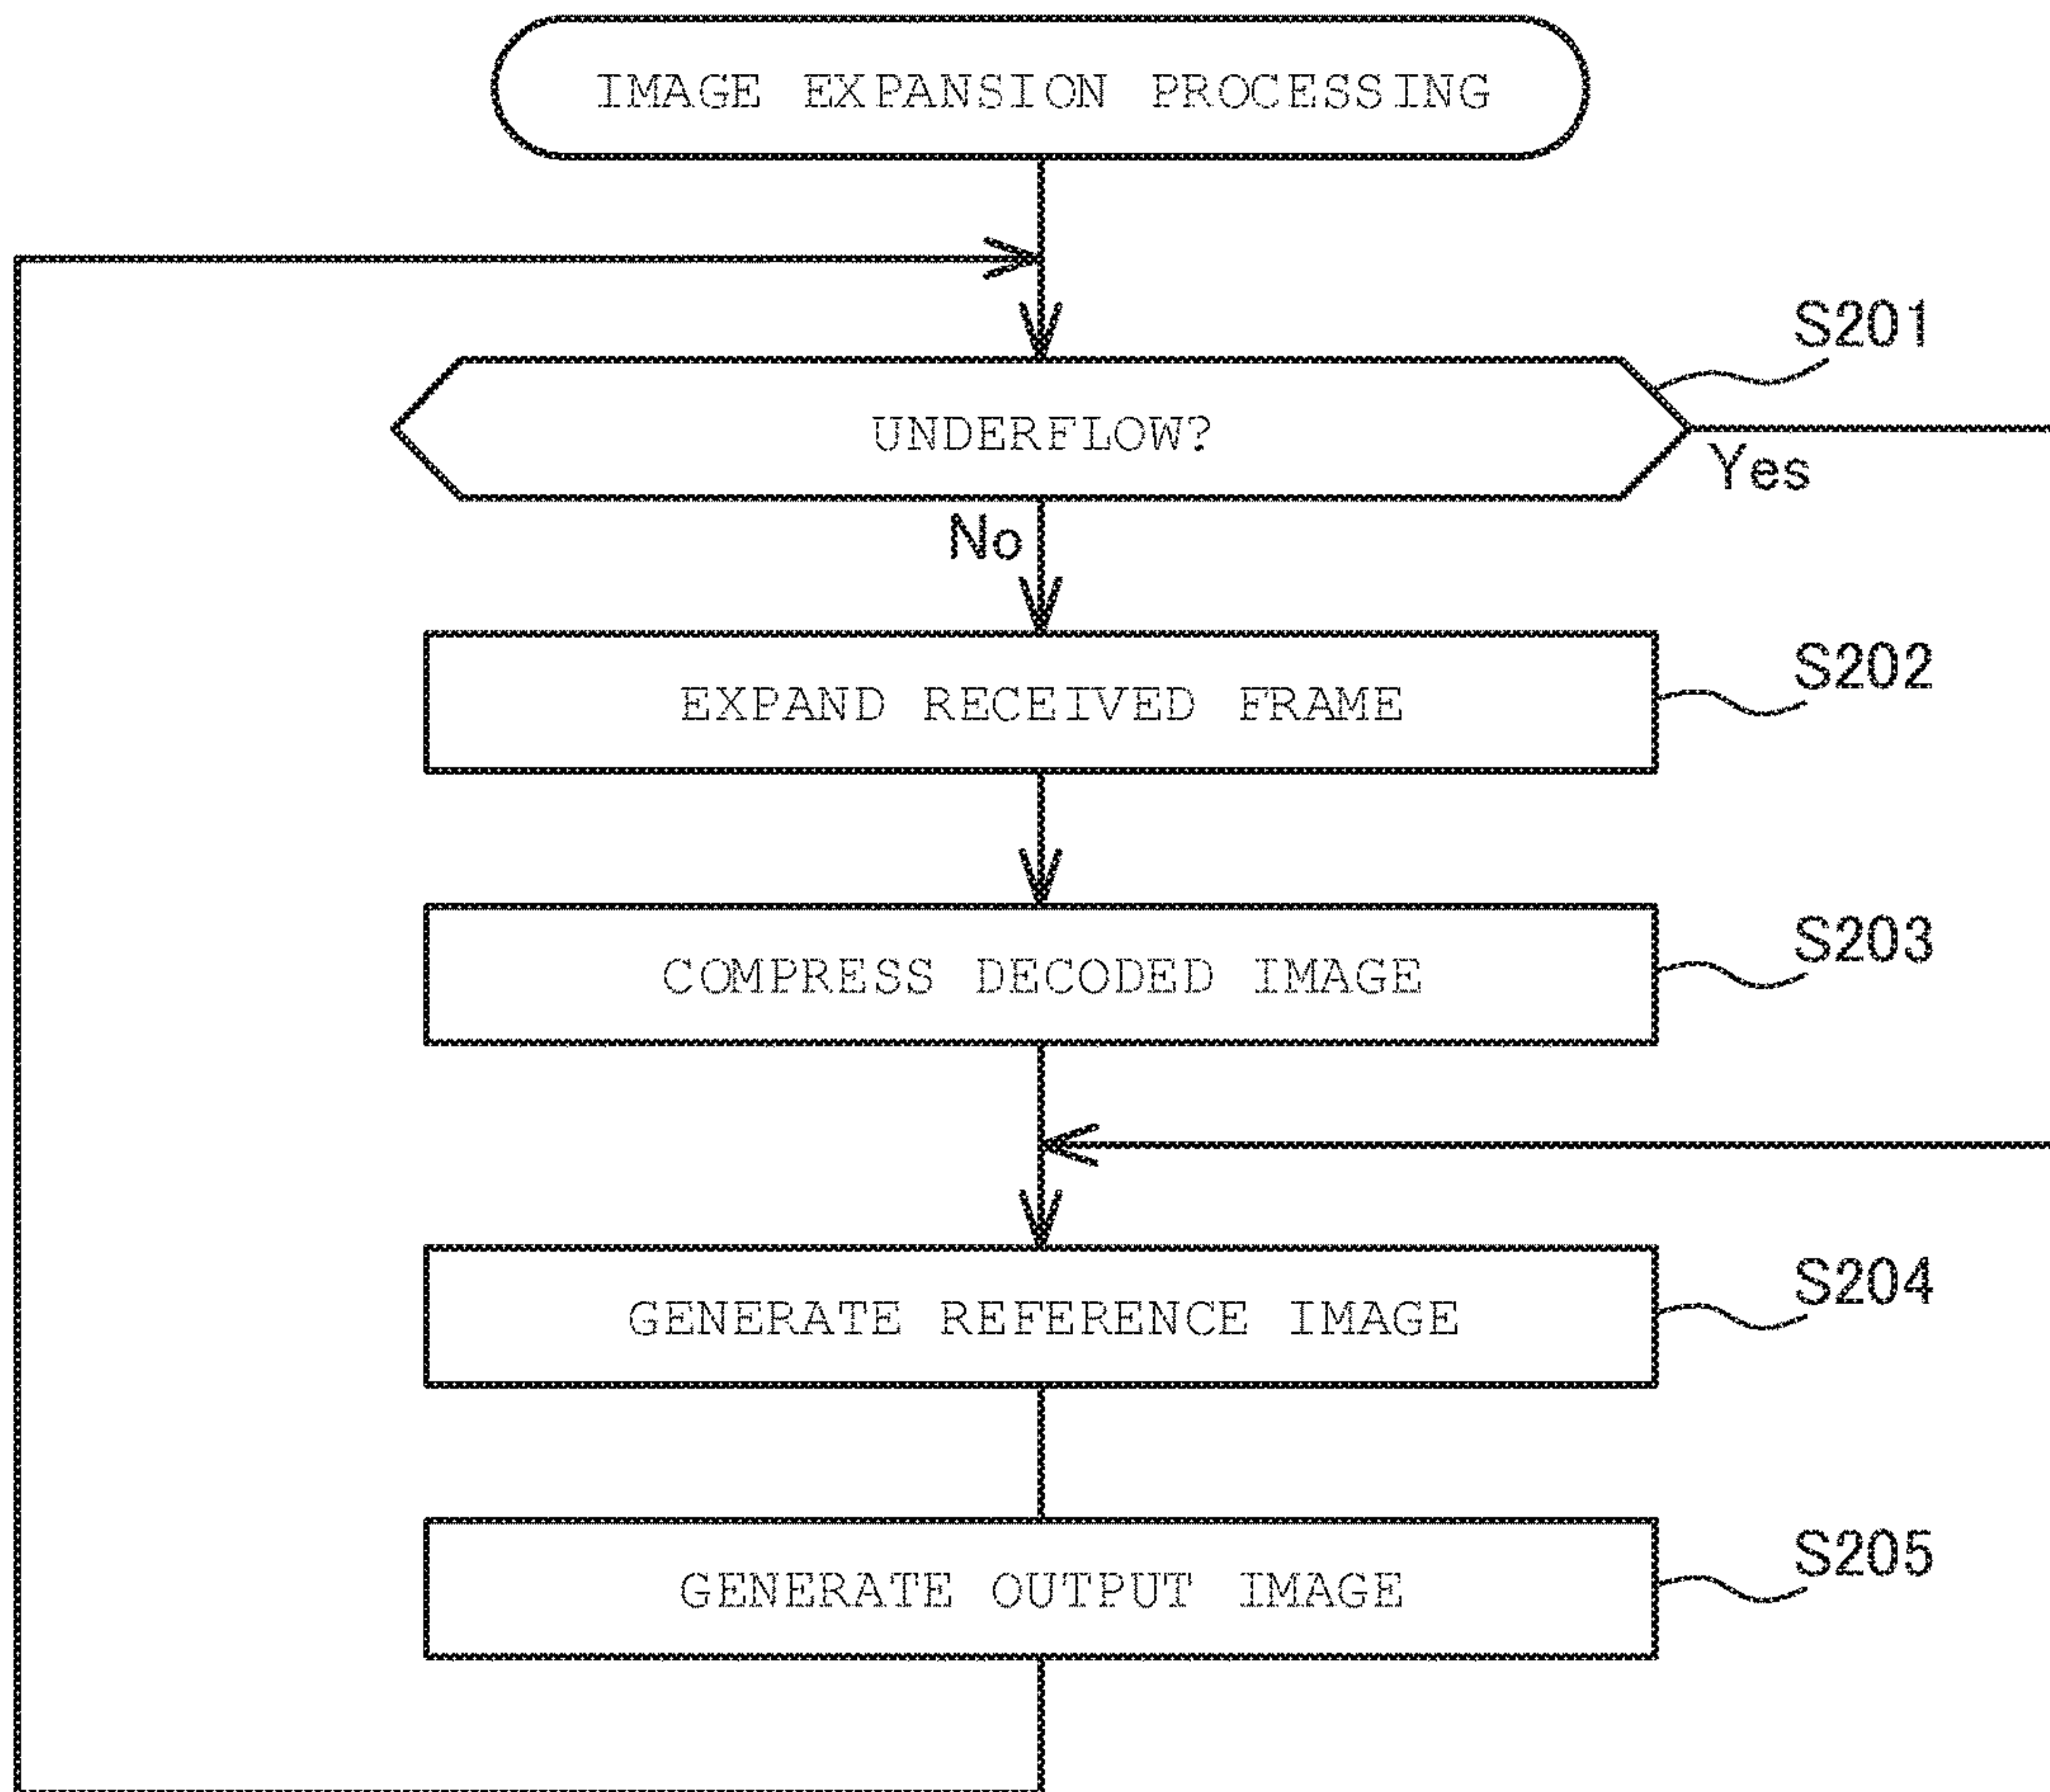 IMAGE EXPANSION PROCESSING
S201
UNDERFLOW?
Yes
No
EXPAND RECEIVED FRAME
S202
COMPRESS DECODED IMAGE
S203
GENERATE REFERENCE IMAGE
S204
GENERATE OUTPUT IMAGE
S205